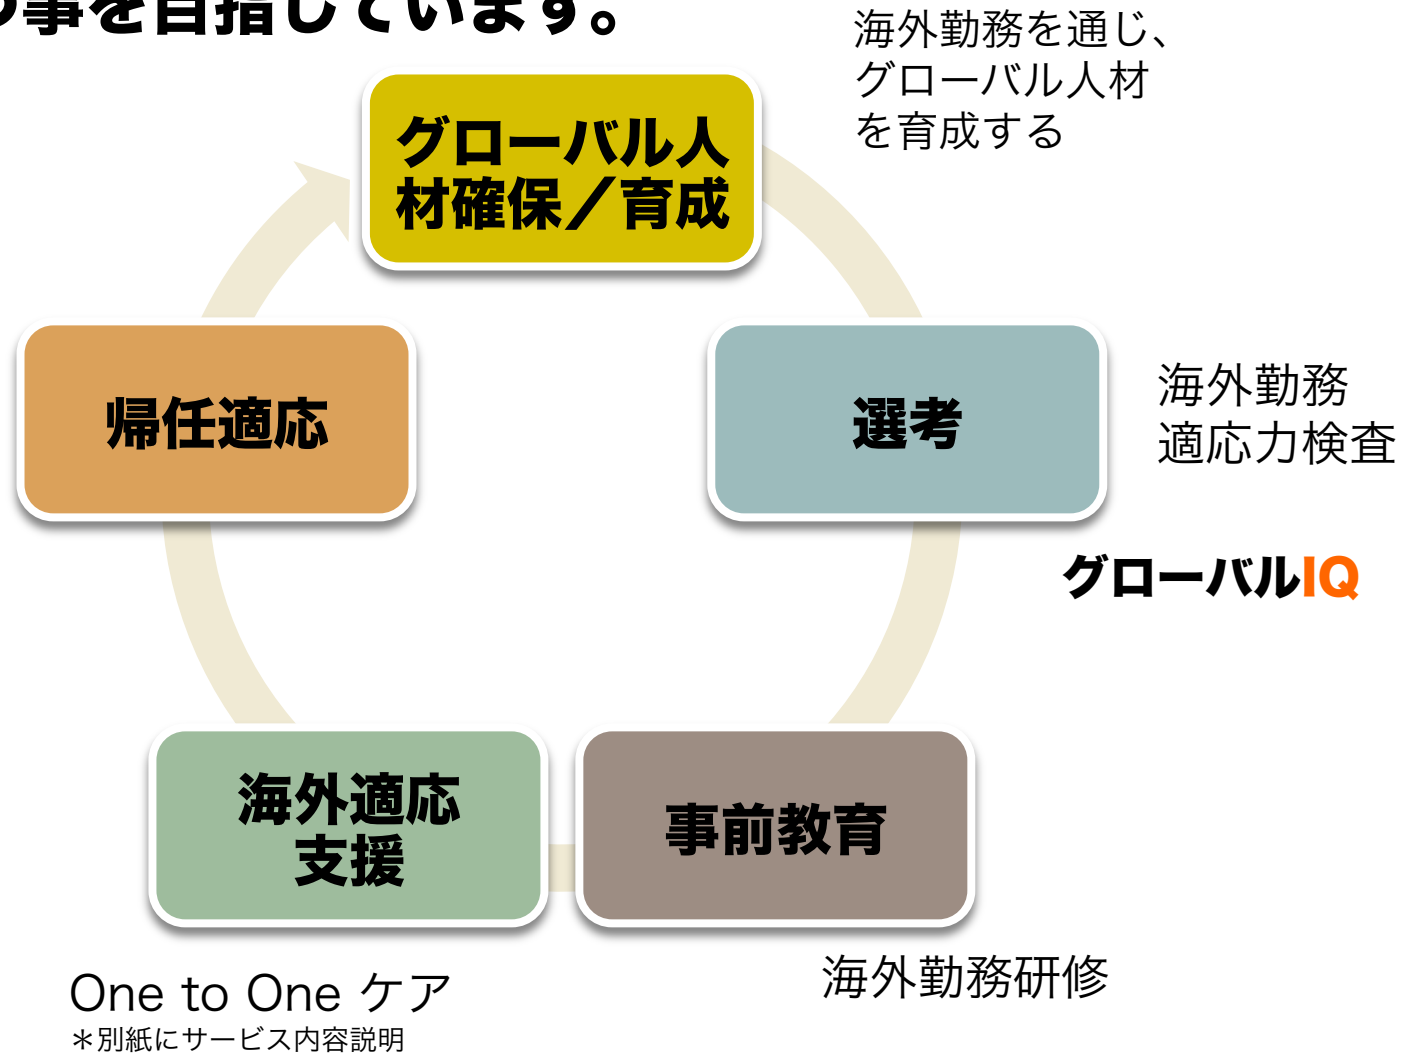 の事を目指しています。
海外勤務を通じ、
グローバル人材
を育成する
グローバル人
材確保／育成
帰任適応
選考
海外勤務
適応力検査
グローバルIQ
海外適応
支援
事前教育
One to One ケア
＊別紙にサービス内容説明
海外勤務研修